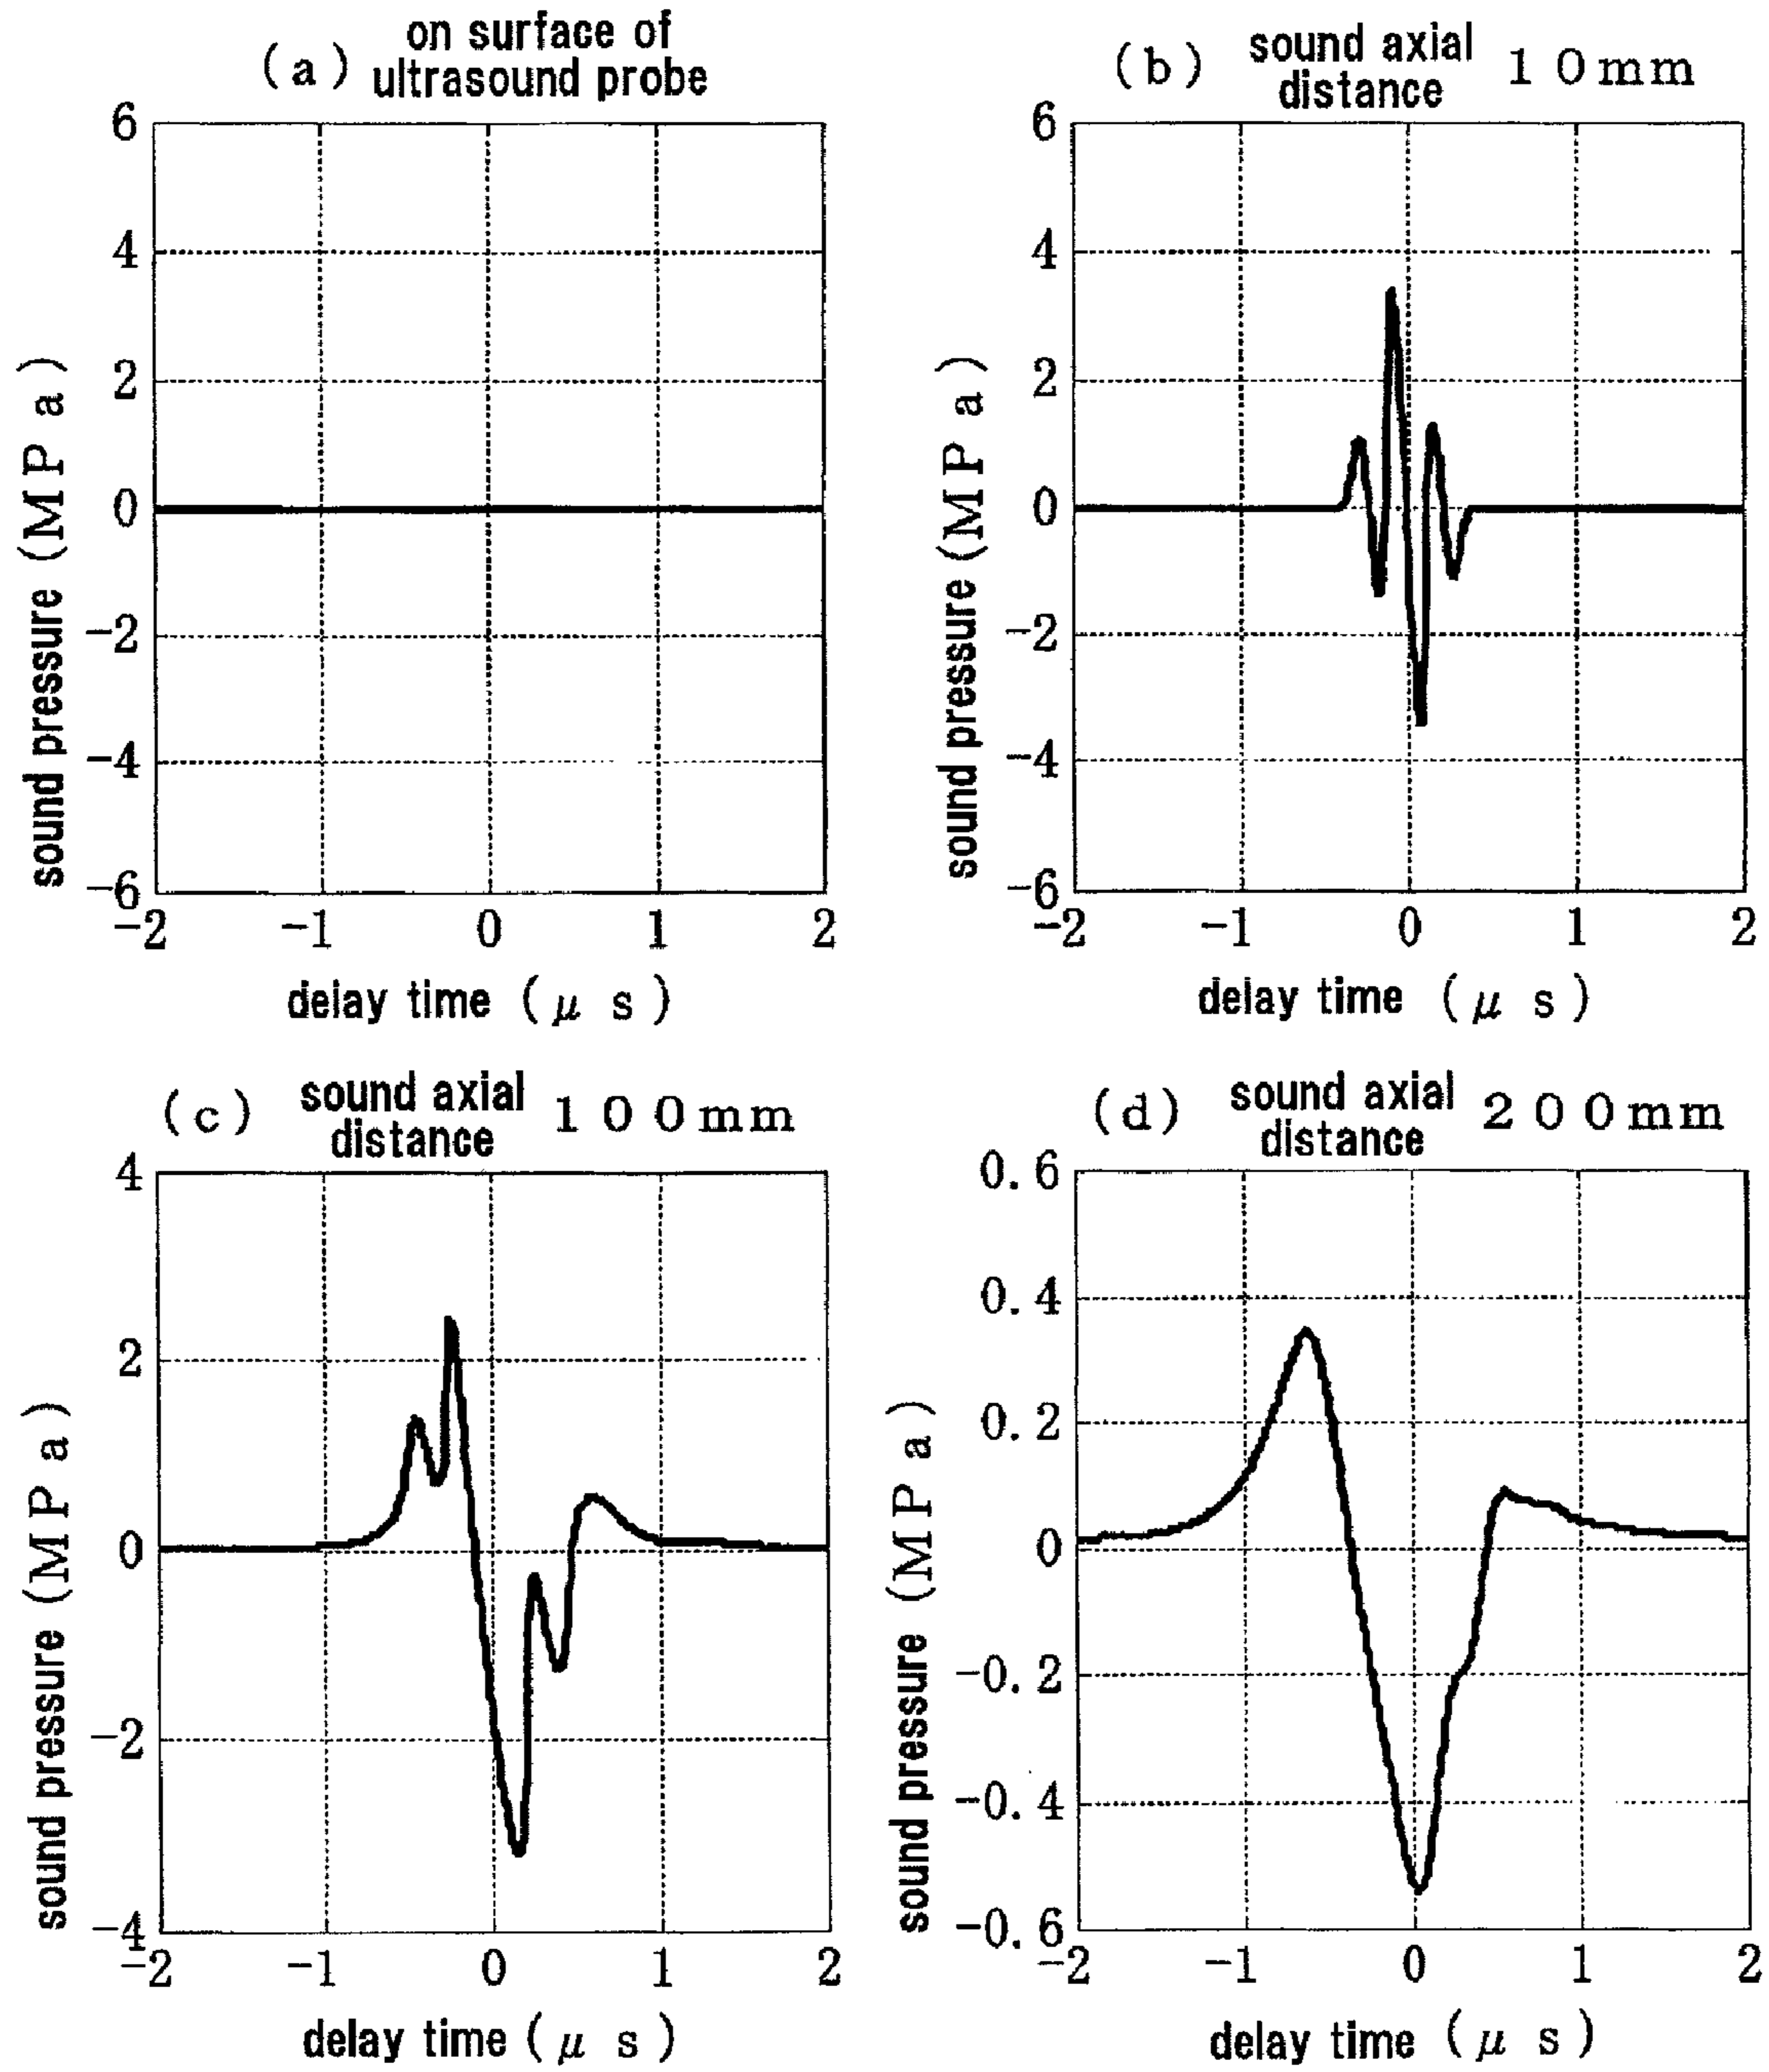 (a) on surface of
ultrasound probe
6
4
2
0
-2
-4
-6
-2 -1 0 1 2
sound pressure (MPa)
delay time (μs)
(b) sound axial
distance 10mm
6
4
2
0
-2
-4
-6
-2 -1 0 1 2
sound pressure (MPa)
delay time (μs)
(c) sound axial
distance 100mm
4
2
0
-2
-4
-2 -1 0 1 2
sound pressure (MPa)
delay time (μs)
(d) sound axial
distance 200mm
0.6
0.4
0.2
0
-0.2
-0.4
-0.6
-2 -1 0 1 2
sound pressure (MPa)
delay time (μs)